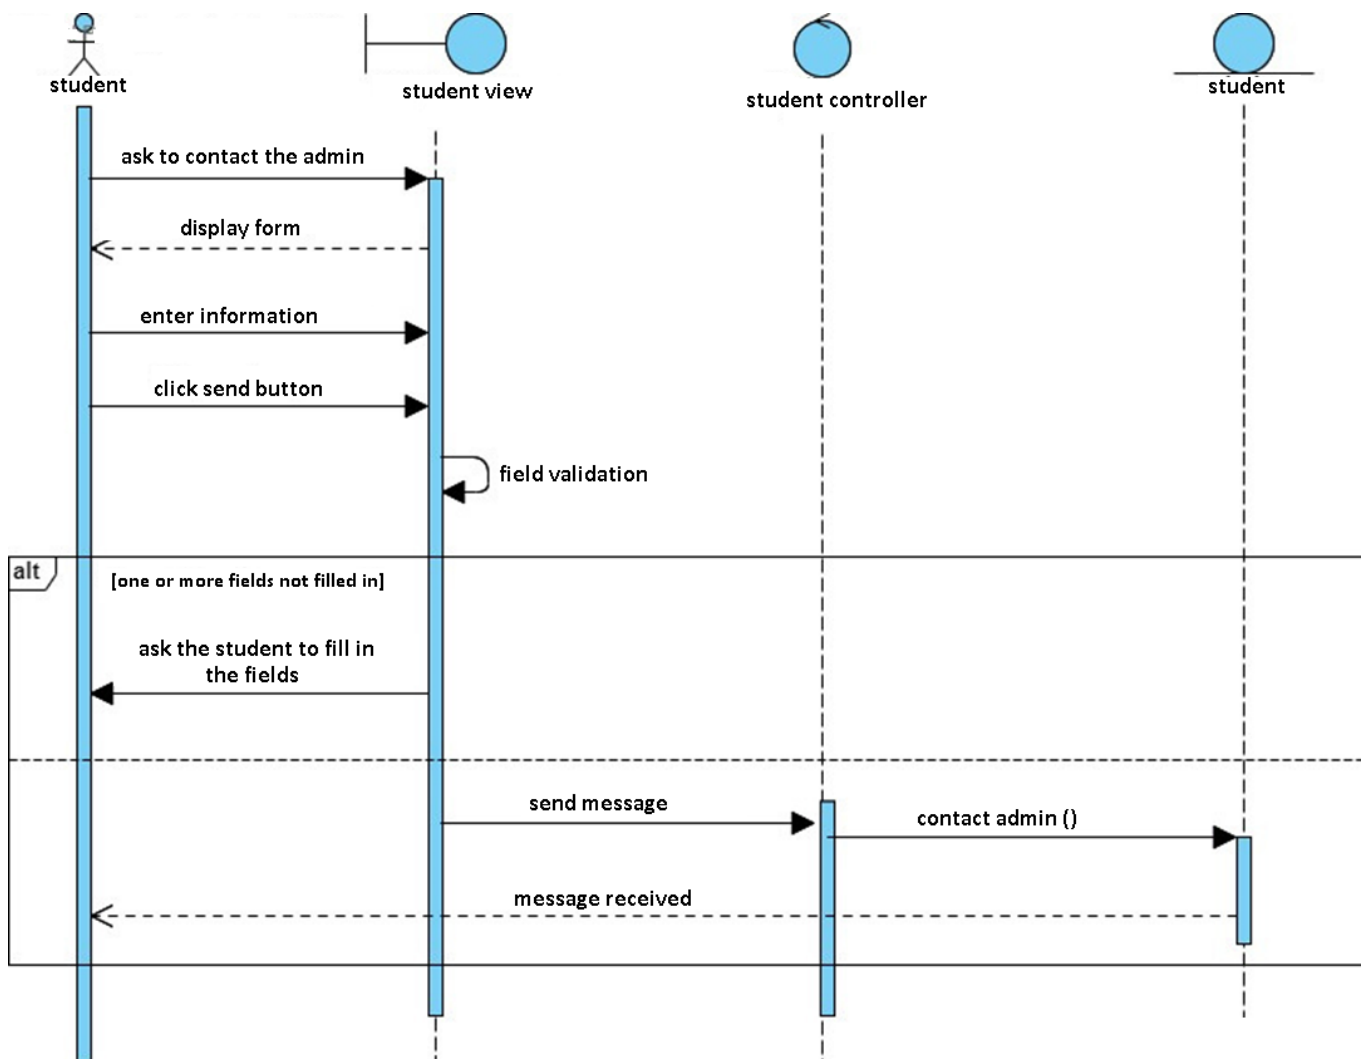 student
student view
student controller
student
ask to contact the admin
display form
enter information
click send button
field validation
alt
[one or more fields not filled in]
ask the student to fill in
the fields
send message
contact admin ()
message received